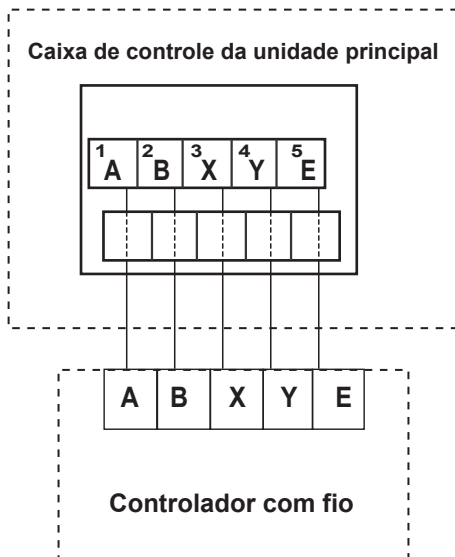 Caixa de controle da unidade principal
1 A 2 B 3 X 4 Y 5 E
A B X Y E
Controlador com fio